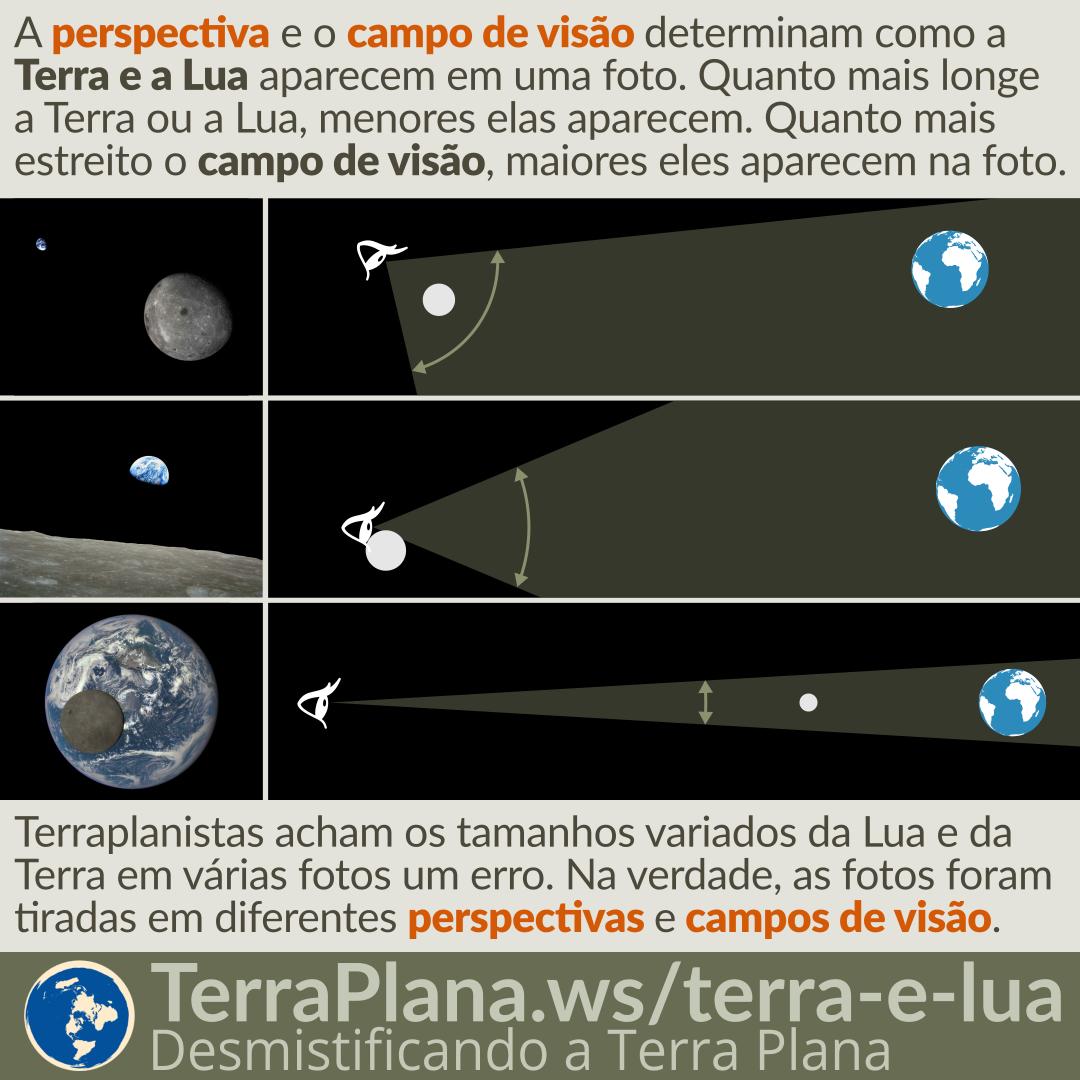 A perspectiva e o campo de visão determinam como a
Terra e a Lua aparecem em uma foto. Quanto mais longe
a Terra ou a Lua, menores elas aparecem. Quanto mais
estreito o campo de visão, maiores eles aparecem na foto.
Terraplanistas acham os tamanhos variados da Lua e da
Terra em várias fotos um erro. Na verdade, as fotos foram
tiradas em diferentes perspectivas e campos de visão.
TerraPlana.ws/terra-e-lua
Desmistificando a Terra Plana